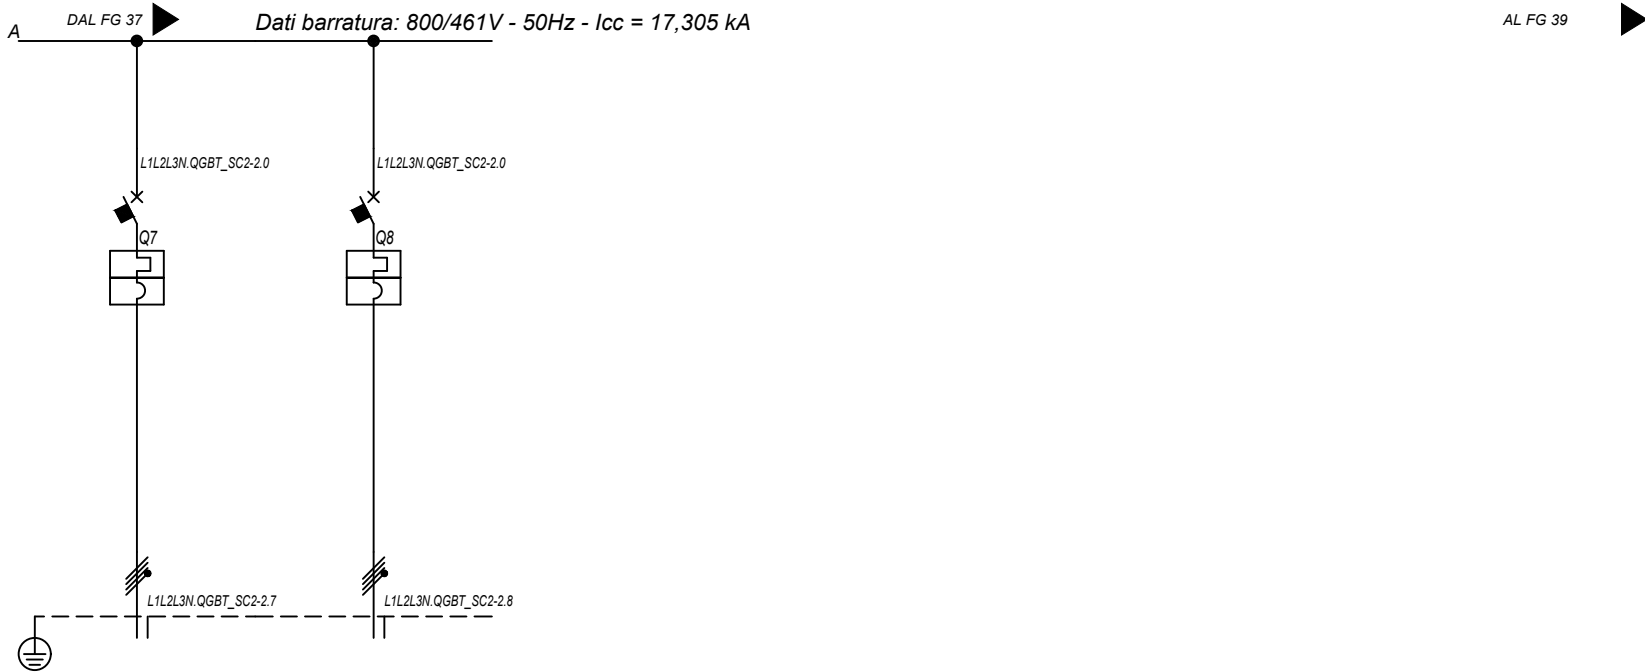 DAL FG 37
Dati barratura: 800/461V - 50Hz - Icc = 17,305 kA
AL FG 39
A
L1L2L3N.QGBT_SC2-2.0
L1L2L3N.QGBT_SC2-2.0
Q7
Q8
L1L2L3N.QGBT_SC2-2.7
L1L2L3N.QGBT_SC2-2.8